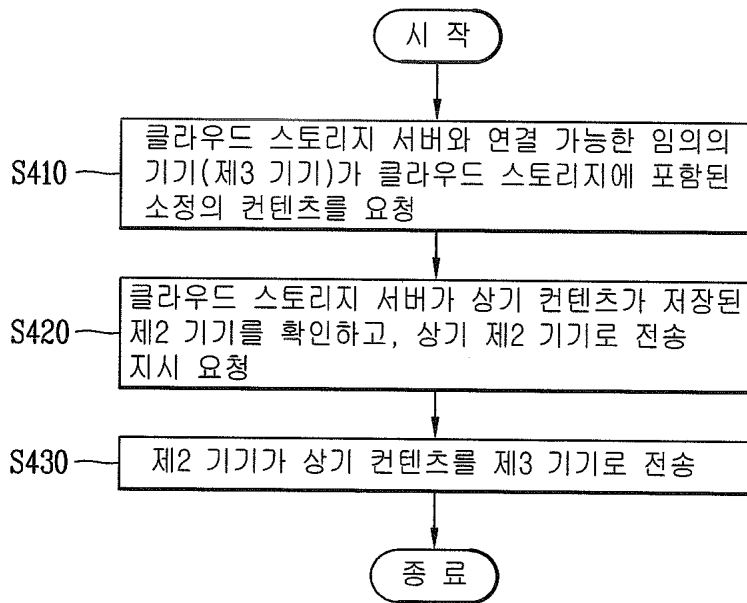 시 작
S410
클라우드 스토리지 서버와 연결 가능한 임의의
기기(제3 기기)가 클라우드 스토리지에 포함된
소정의 컨텐츠를 요청
S420
클라우드 스토리지 서버가 상기 컨텐츠가 저장된
제2 기기를 확인하고, 상기 제2 기기로 전송
지시 요청
S430
제2 기기가 상기 컨텐츠를 제3 기기로 전송
종 료